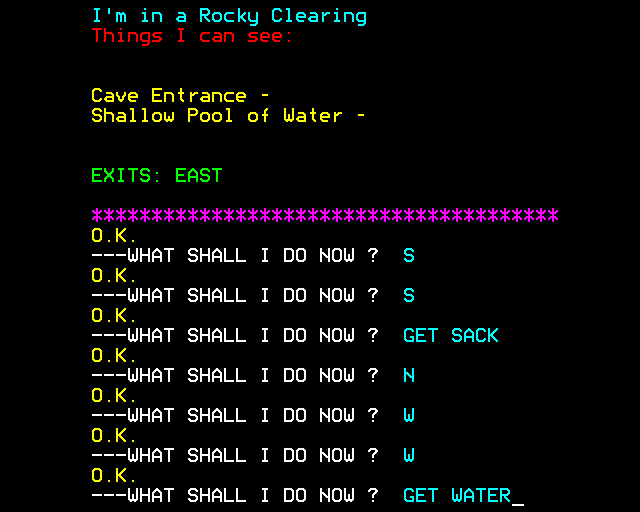 I'm in a Rocky Clearing
Things I can see:
Cave Entrance -
Shallow Pool of Water -
EXITS: EAST
***************************************
O.K.
---WHAT SHALL I DO NOW ?  S
O.K.
---WHAT SHALL I DO NOW ?  S
O.K.
---WHAT SHALL I DO NOW ?  GET SACK
O.K.
---WHAT SHALL I DO NOW ?  N
O.K.
---WHAT SHALL I DO NOW ?  W
O.K.
---WHAT SHALL I DO NOW ?  W
O.K.
---WHAT SHALL I DO NOW ?  GET WATER_